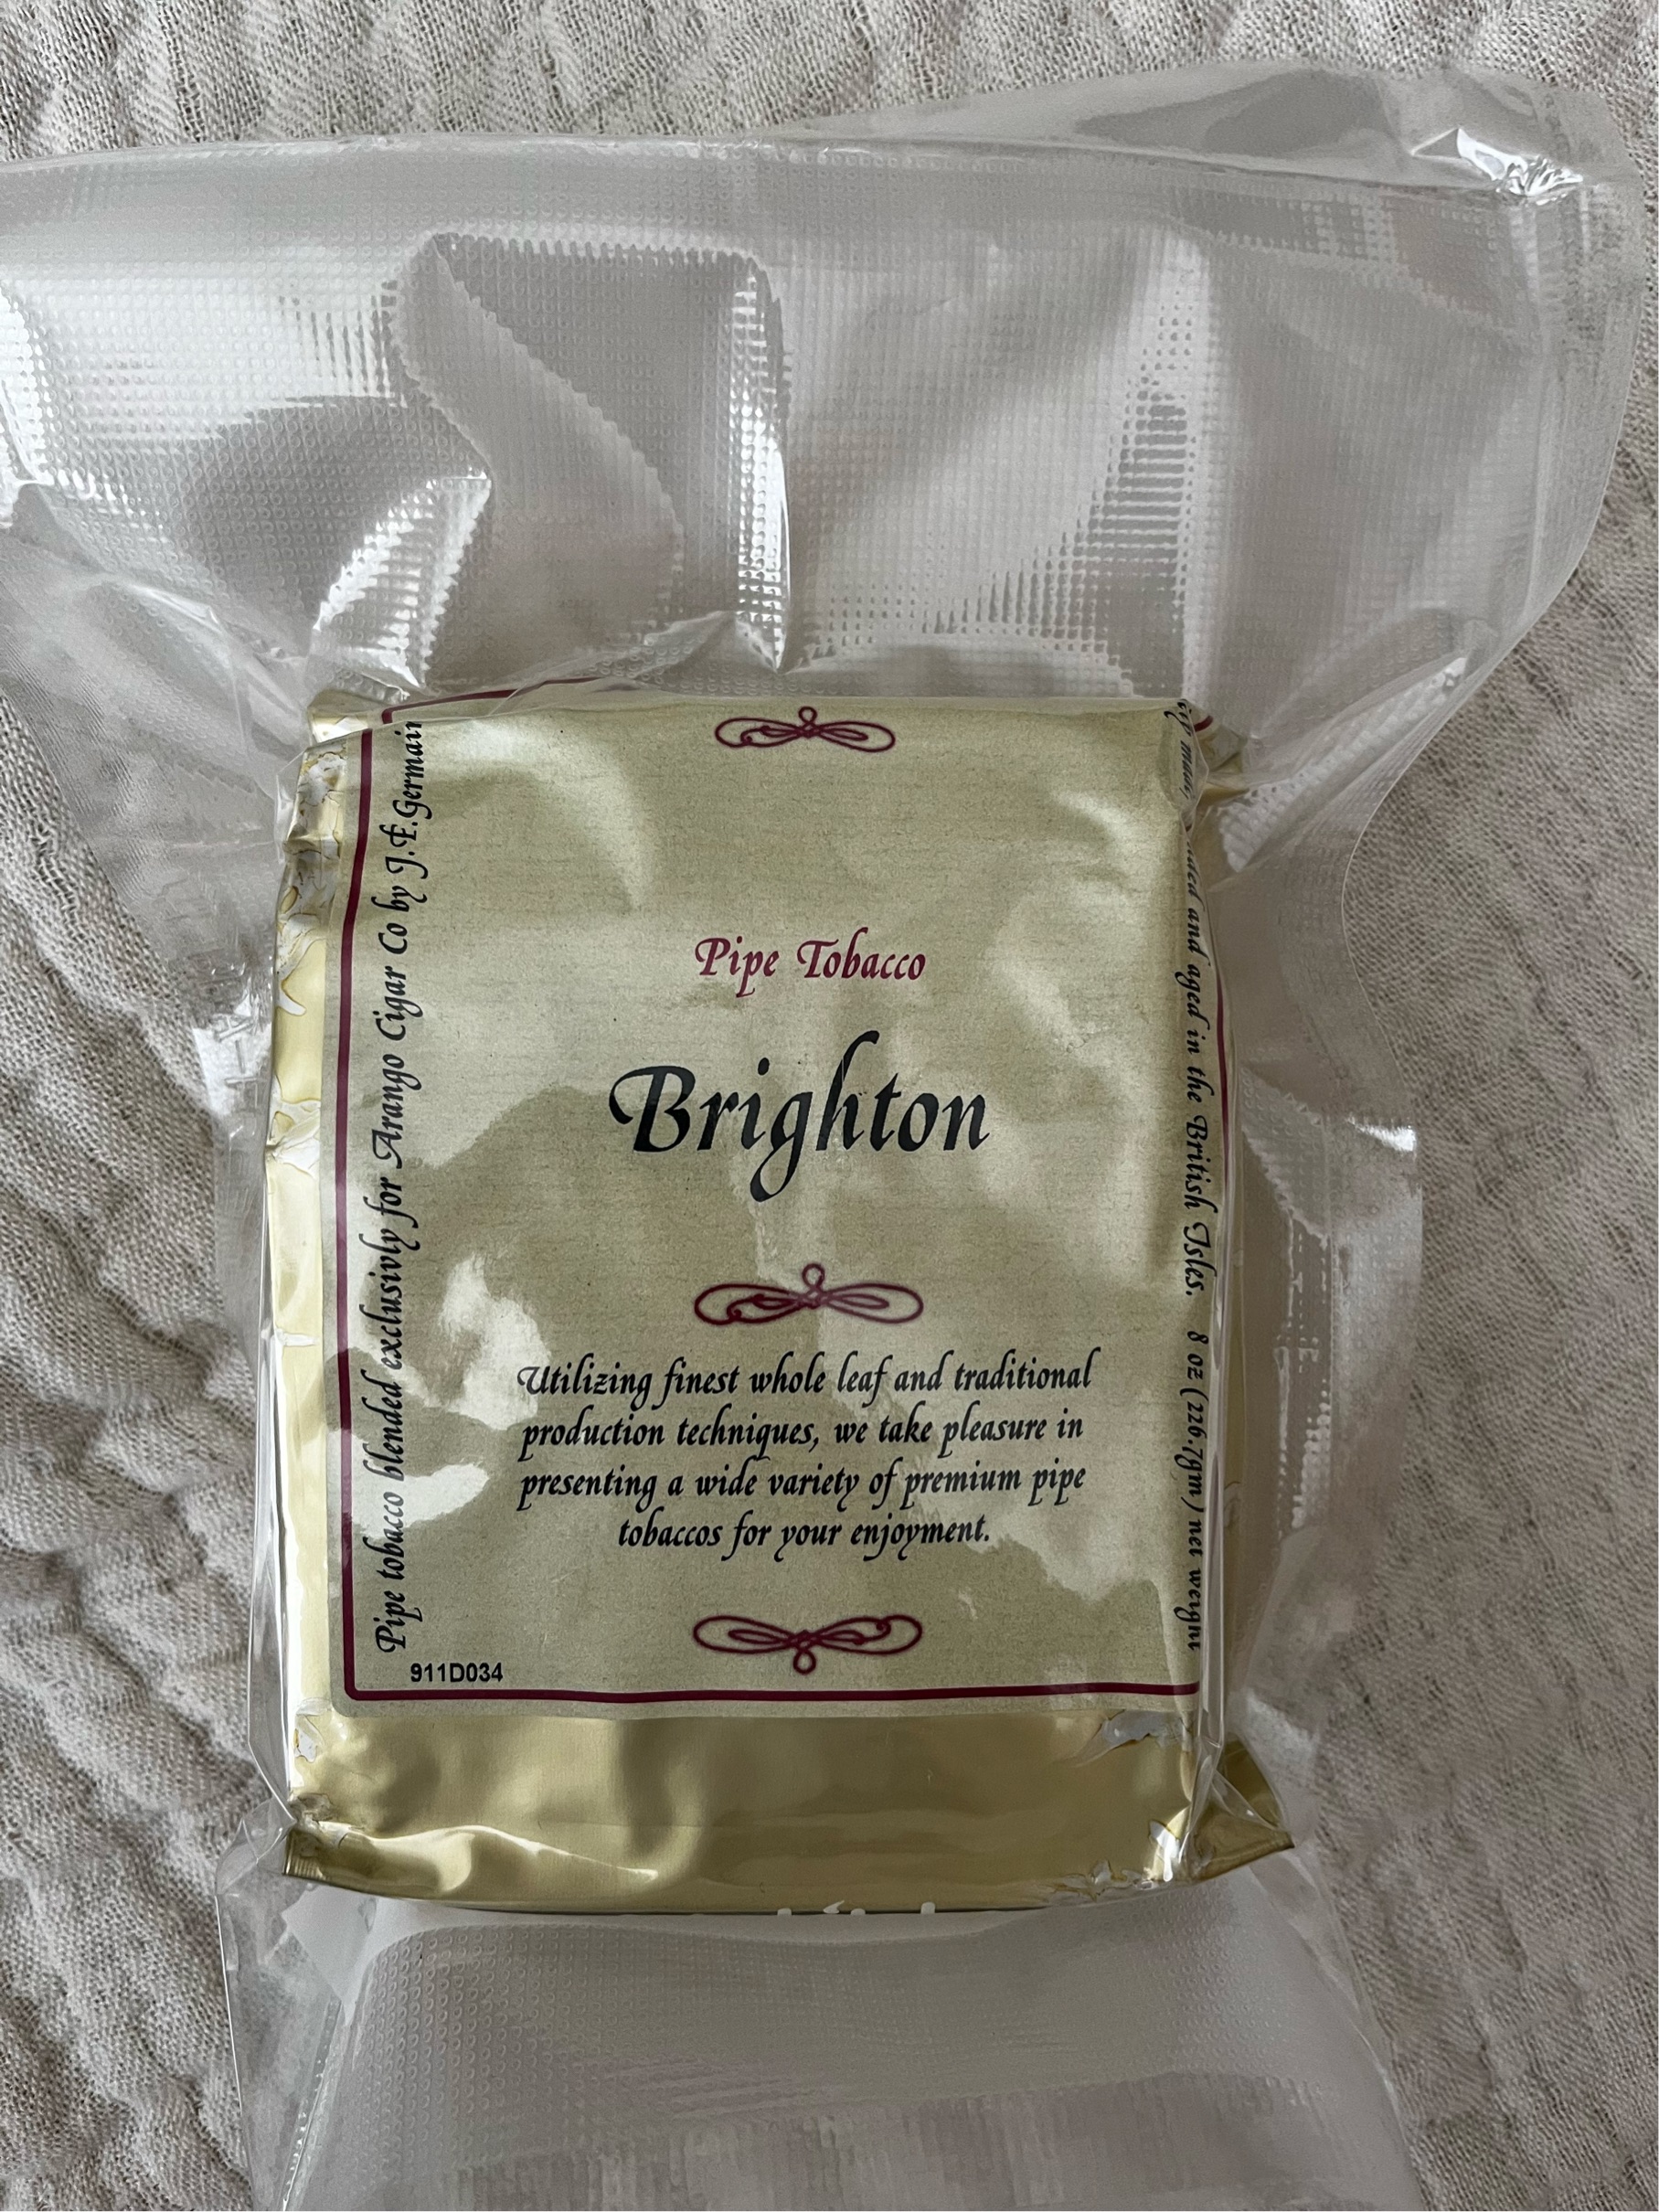 Pipe Tobacco
Brighton
Utilizing finest whole leaf and traditional
production techniques, we take pleasure in
presenting a wide variety of premium pipe
tobaccos for your enjoyment.
Pipe tobacco blended exclusivly for Arango Cigar Co by J.F.Germain
and aged in the British Isles. 8 oz (226.7gm) net weight
911D034